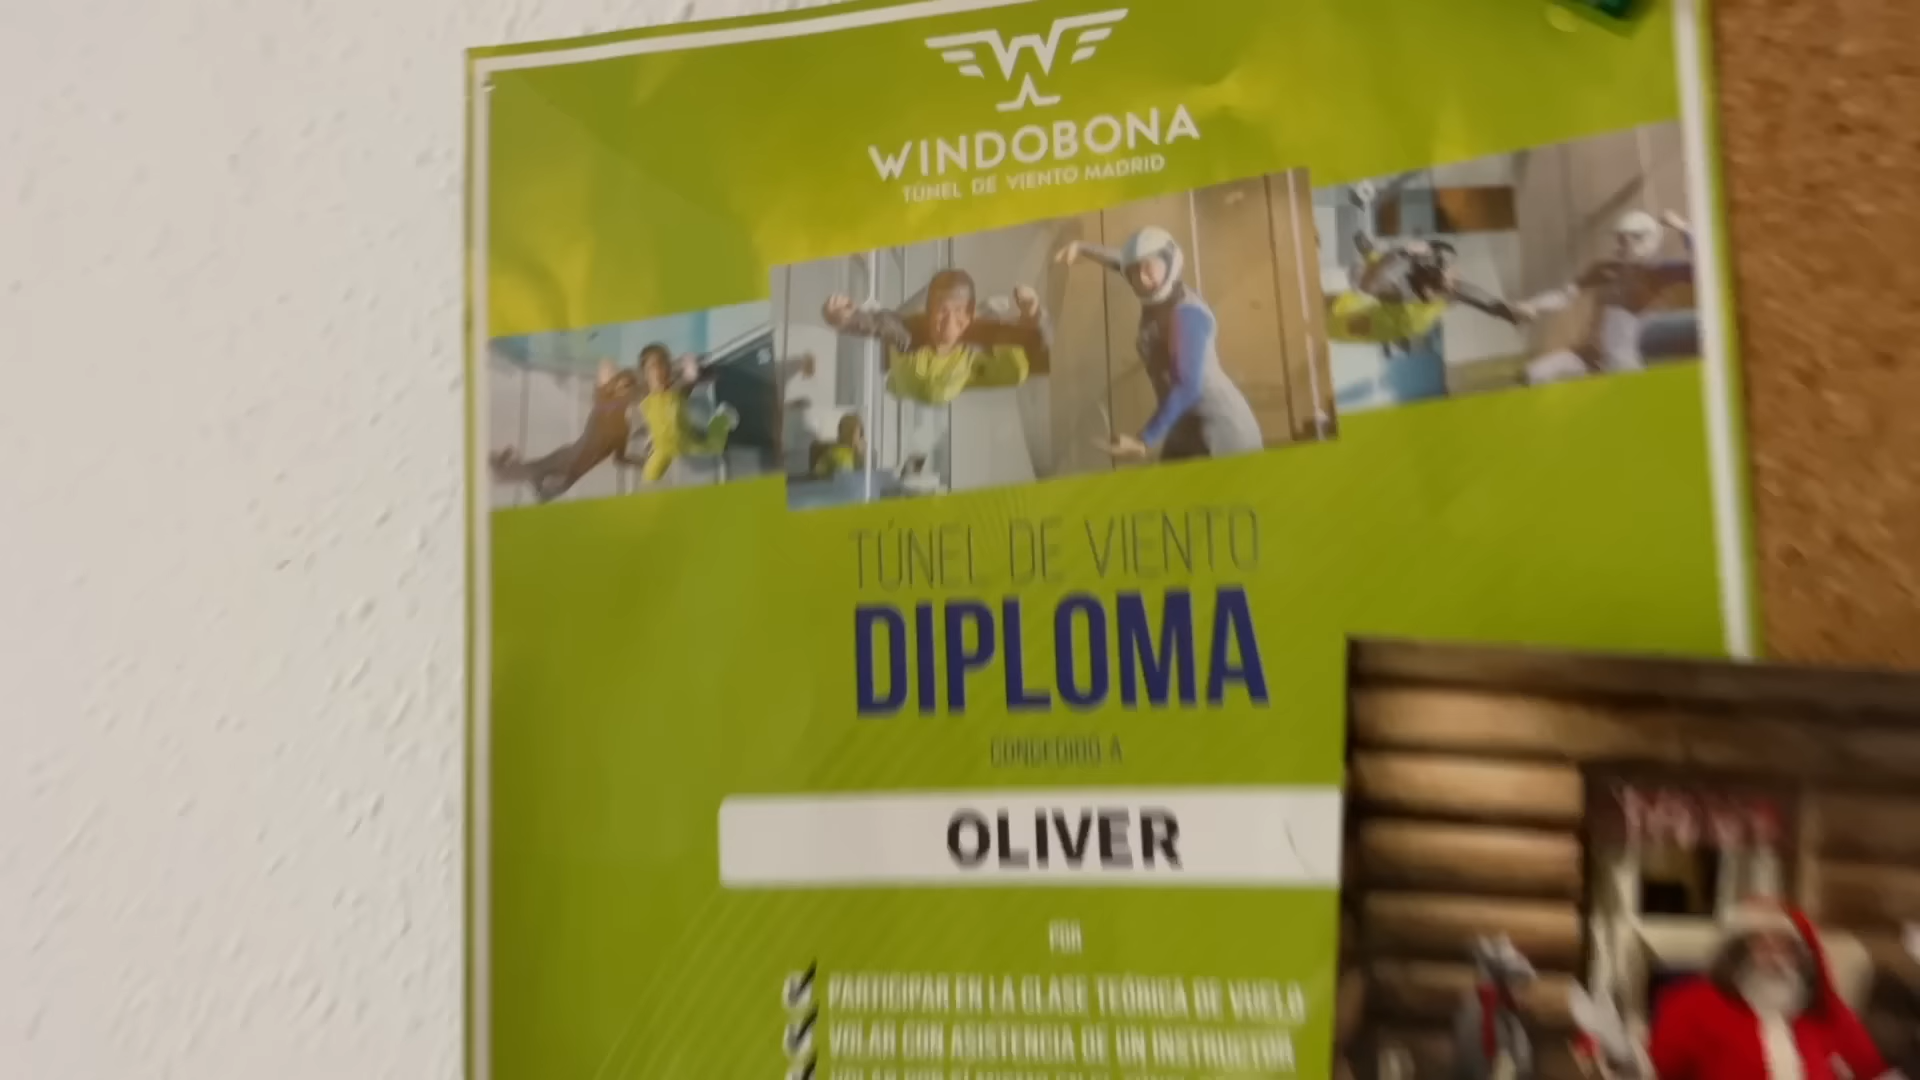 WINDOBONA
TÚNEL DE VIENTO MADRID
TÚNEL DE VIENTO
DIPLOMA
CONCEDIDO A
OLIVER
POR
PARTICIPAR EN LA CLASE TEÓRICA DE VUELO
VOLAR CON ASISTENCIA DE UN INSTRUCTOR